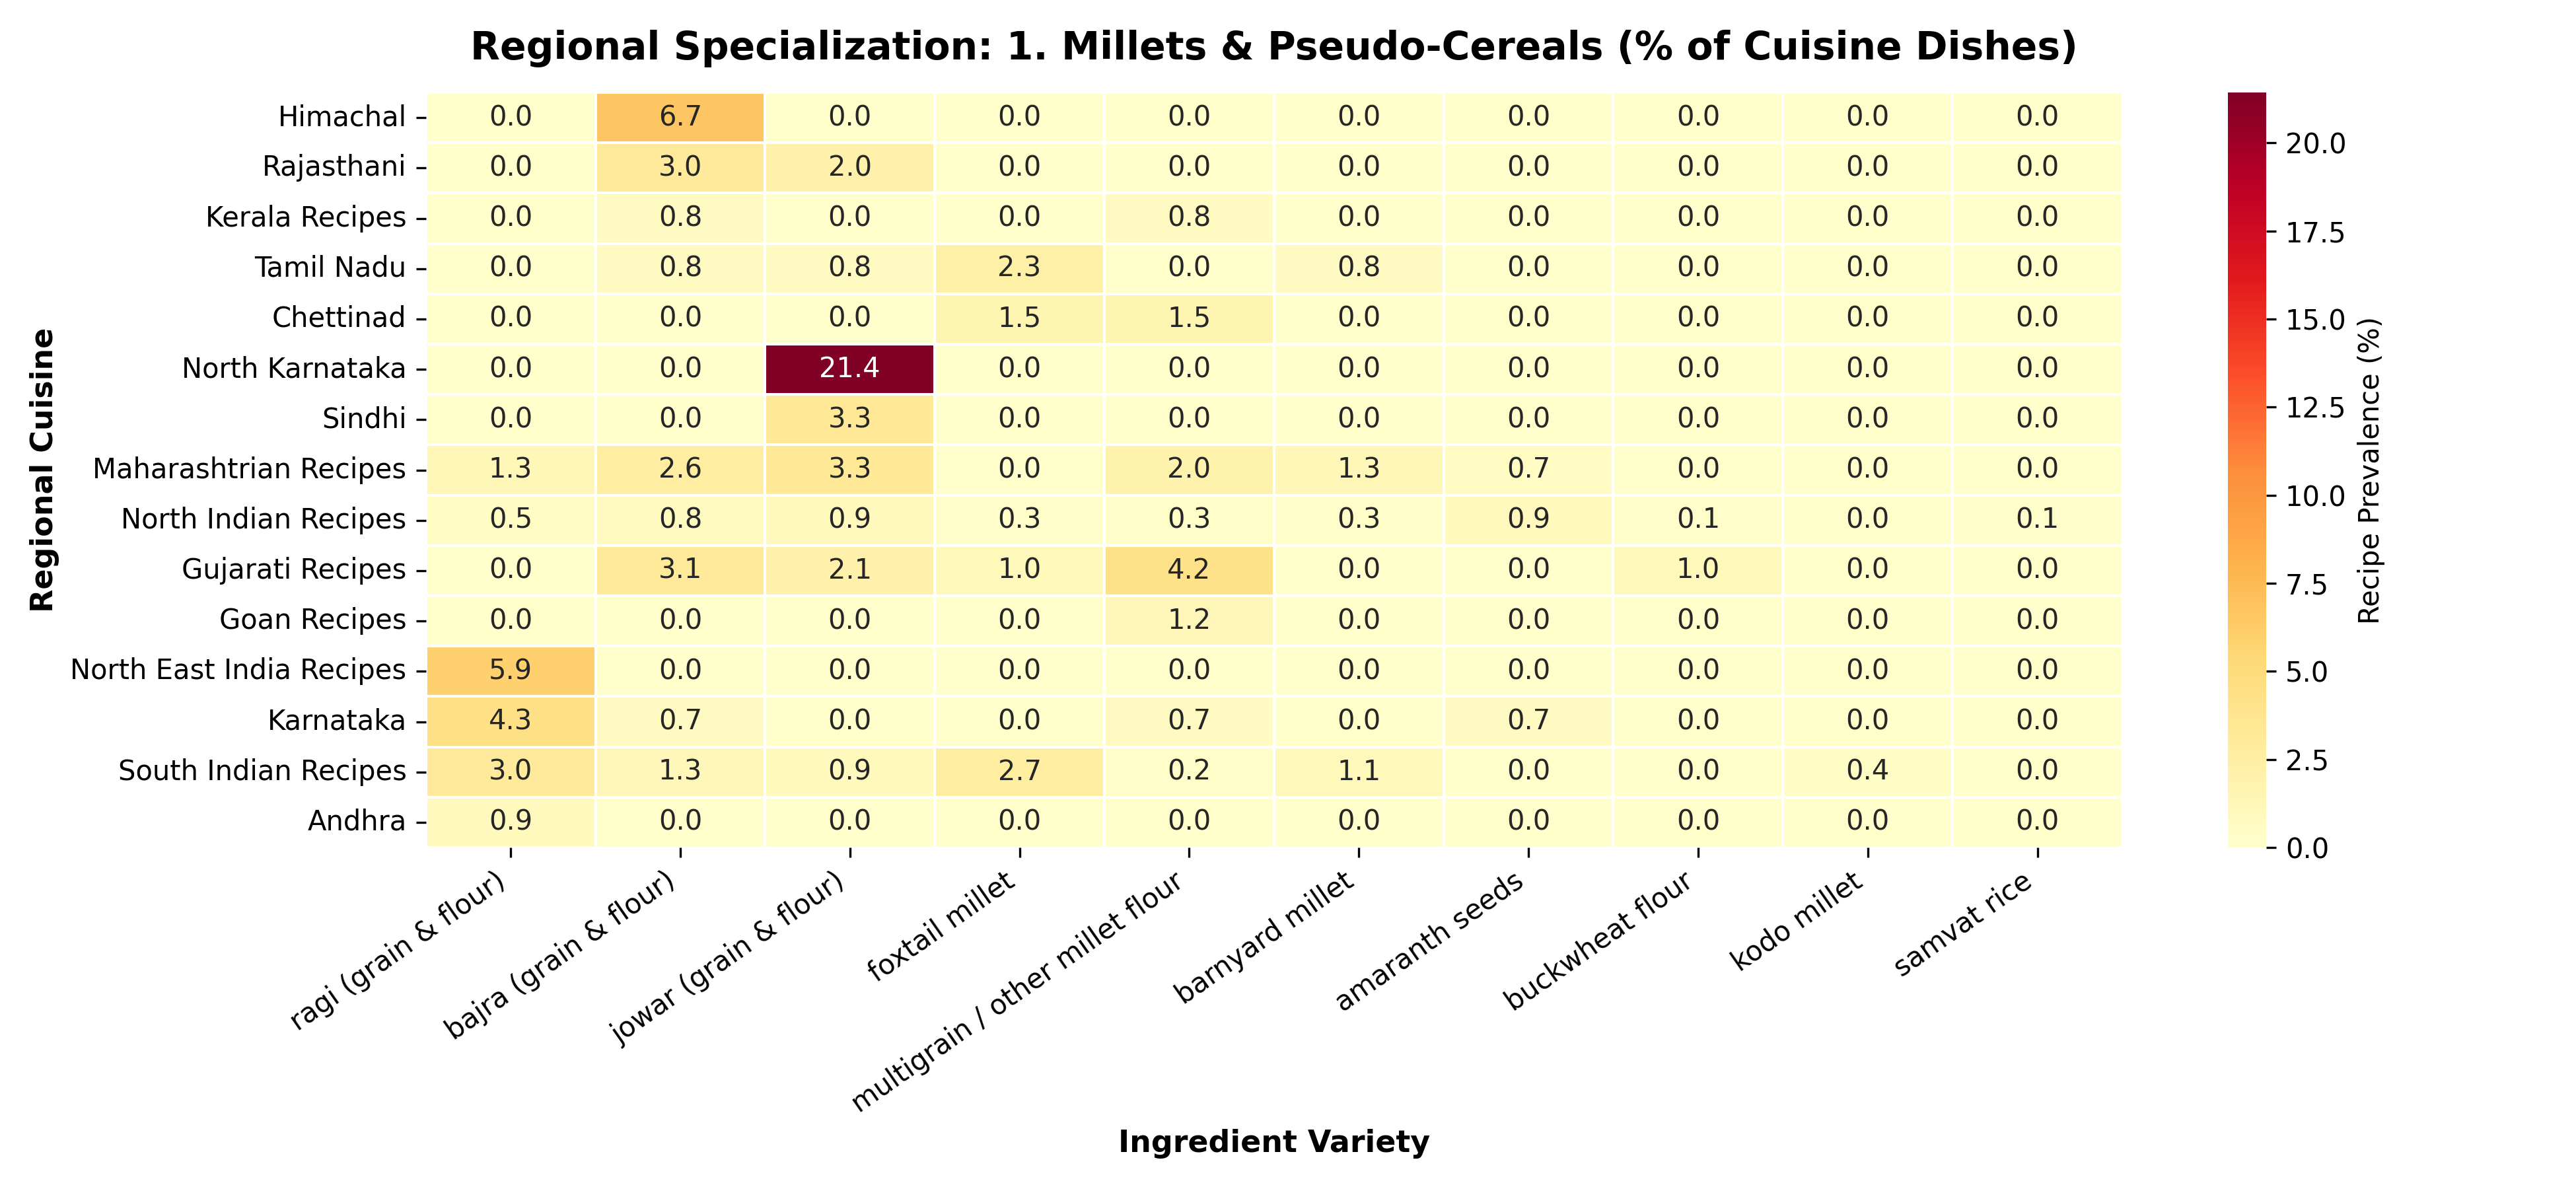 Regional Specialization: 1. Millets & Pseudo-Cereals (% of Cuisine Dishes)
Regional Cuisine
Himachal 0.0 6.7 0.0 0.0 0.0 0.0 0.0 0.0 0.0 0.0
Rajasthani 0.0 3.0 2.0 0.0 0.0 0.0 0.0 0.0 0.0 0.0
Kerala Recipes 0.0 0.8 0.0 0.0 0.8 0.0 0.0 0.0 0.0 0.0
Tamil Nadu 0.0 0.8 0.8 2.3 0.0 0.8 0.0 0.0 0.0 0.0
Chettinad 0.0 0.0 0.0 1.5 1.5 0.0 0.0 0.0 0.0 0.0
North Karnataka 0.0 0.0 21.4 0.0 0.0 0.0 0.0 0.0 0.0 0.0
Sindhi 0.0 0.0 3.3 0.0 0.0 0.0 0.0 0.0 0.0 0.0
Maharashtrian Recipes 1.3 2.6 3.3 0.0 2.0 1.3 0.7 0.0 0.0 0.0
North Indian Recipes 0.5 0.8 0.9 0.3 0.3 0.3 0.9 0.1 0.0 0.1
Gujarati Recipes 0.0 3.1 2.1 1.0 4.2 0.0 0.0 1.0 0.0 0.0
Goan Recipes 0.0 0.0 0.0 0.0 1.2 0.0 0.0 0.0 0.0 0.0
North East India Recipes 5.9 0.0 0.0 0.0 0.0 0.0 0.0 0.0 0.0 0.0
Karnataka 4.3 0.7 0.0 0.0 0.7 0.0 0.7 0.0 0.0 0.0
South Indian Recipes 3.0 1.3 0.9 2.7 0.2 1.1 0.0 0.0 0.4 0.0
Andhra 0.9 0.0 0.0 0.0 0.0 0.0 0.0 0.0 0.0 0.0
ragi (grain & flour)
bajra (grain & flour)
jowar (grain & flour)
foxtail millet
multigrain / other millet flour
barnyard millet
amaranth seeds
buckwheat flour
kodo millet
samvat rice
Ingredient Variety
20.0
17.5
15.0
12.5
10.0
7.5
5.0
2.5
0.0
Recipe Prevalence (%)